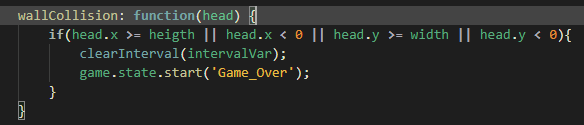 wallCollision: function(head) {
    if(head.x >= heigth || head.x < 0 || head.y >= width || head.y < 0){
        clearInterval(intervalVar);
        game.state.start('Game_Over');
    }
}